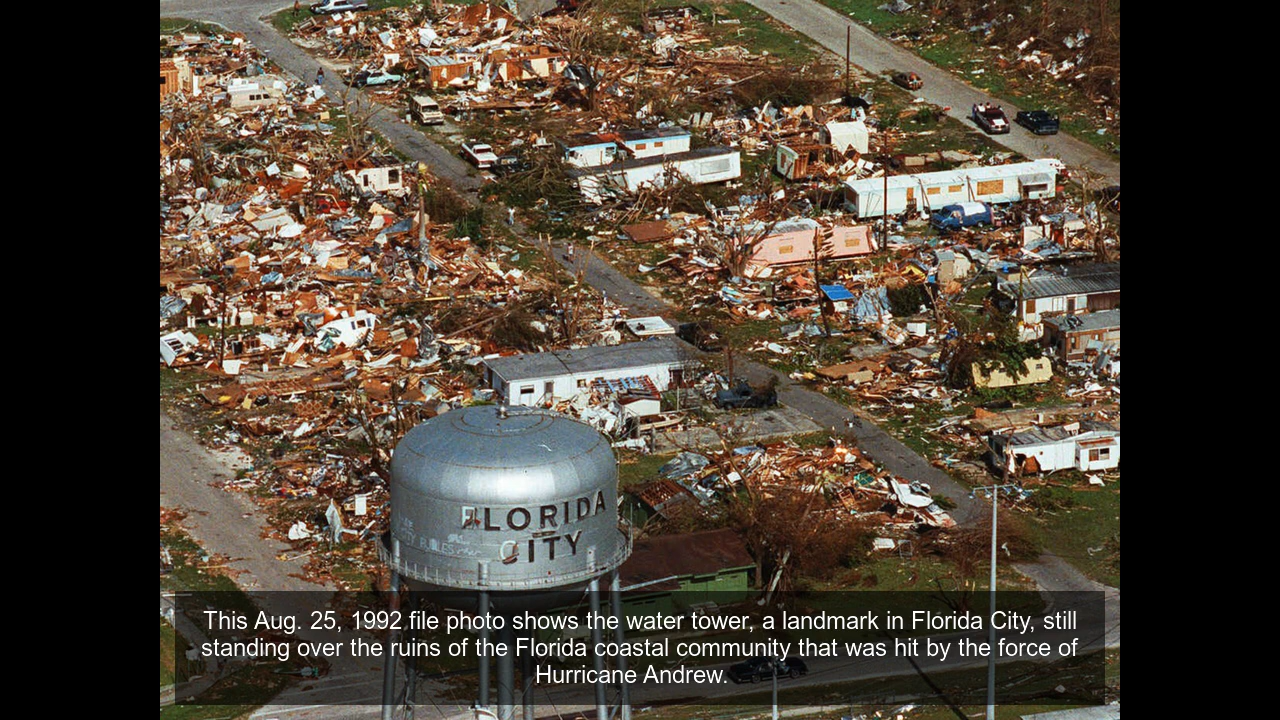 FLORIDA
CITY
This Aug. 25, 1992 file photo shows the water tower, a landmark in Florida City, still
standing over the ruins of the Florida coastal community that was hit by the force of
Hurricane Andrew.